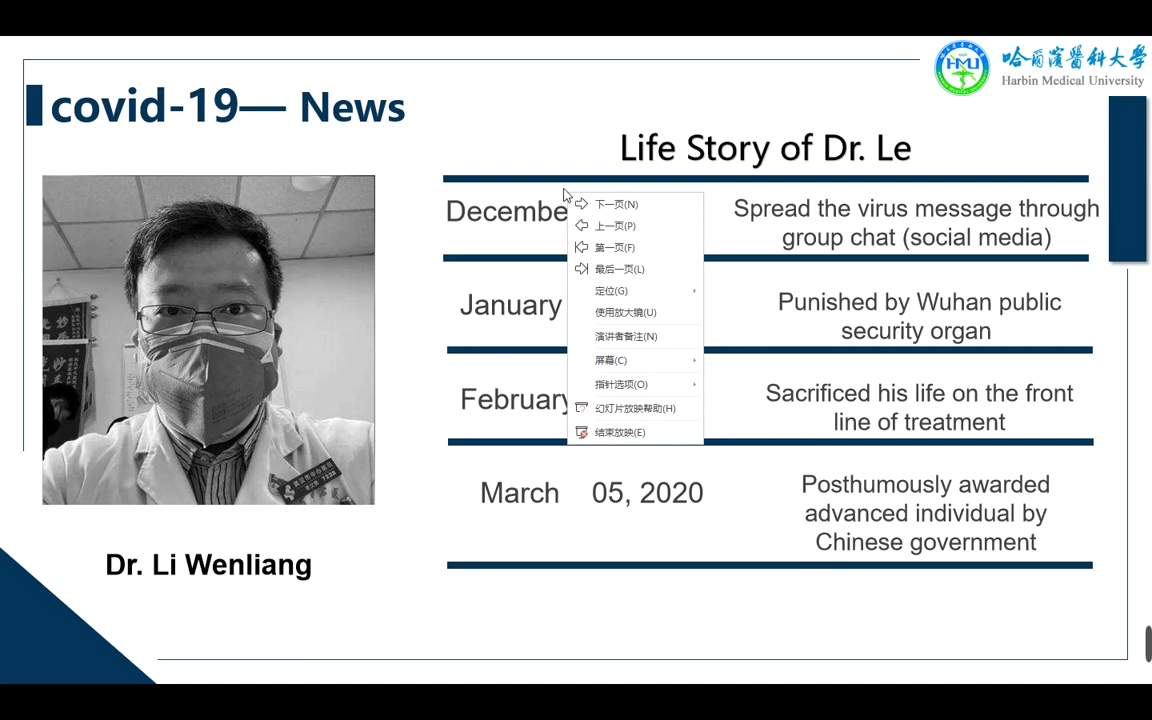 哈爾濱醫科大學
HMU
Harbin Medical University
covid-19— News
Life Story of Dr. Le
Decembe
Spread the virus message through
group chat (social media)
January
Punished by Wuhan public
security organ
February
Sacrificed his life on the front
line of treatment
March 05, 2020
Posthumously awarded
advanced individual by
Chinese government
下一页(N)
上一页(P)
第一页(F)
最后一页(L)
定位(G)
使用放大镜(U)
演讲者备注(N)
屏幕(C)
指针选项(O)
幻灯片放映帮助(H)
结束放映(E)
Dr. Li Wenliang